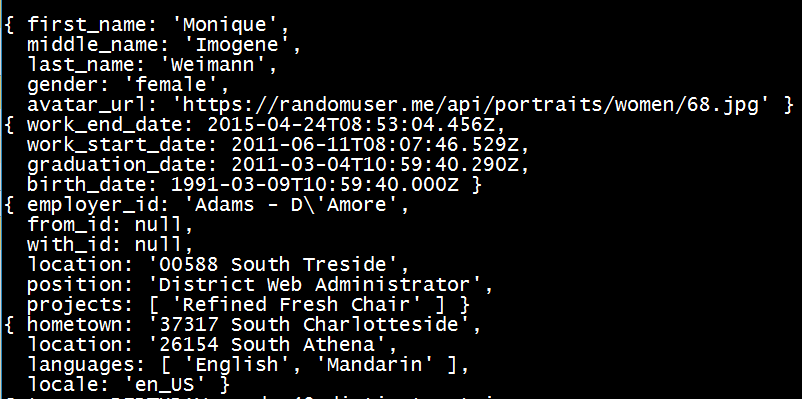 { first_name: 'Monique',
  middle_name: 'Imogene',
  last_name: 'Weimann',
  gender: 'female',
  avatar_url: 'https://randomuser.me/api/portraits/women/68.jpg' }
{ work_end_date: 2015-04-24T08:53:04.456Z,
  work_start_date: 2011-06-11T08:07:46.529Z,
  graduation_date: 2011-03-04T10:59:40.290Z,
  birth_date: 1991-03-09T10:59:40.000Z }
{ employer_id: 'Adams - D\'Amore',
  from_id: null,
  with_id: null,
  location: '00588 South Treside',
  position: 'District Web Administrator',
  projects: [ 'Refined Fresh Chair' ] }
{ hometown: '37317 South Charlotteside',
  location: '26154 South Athena',
  languages: [ 'English', 'Mandarin' ],
  locale: 'en_US' }